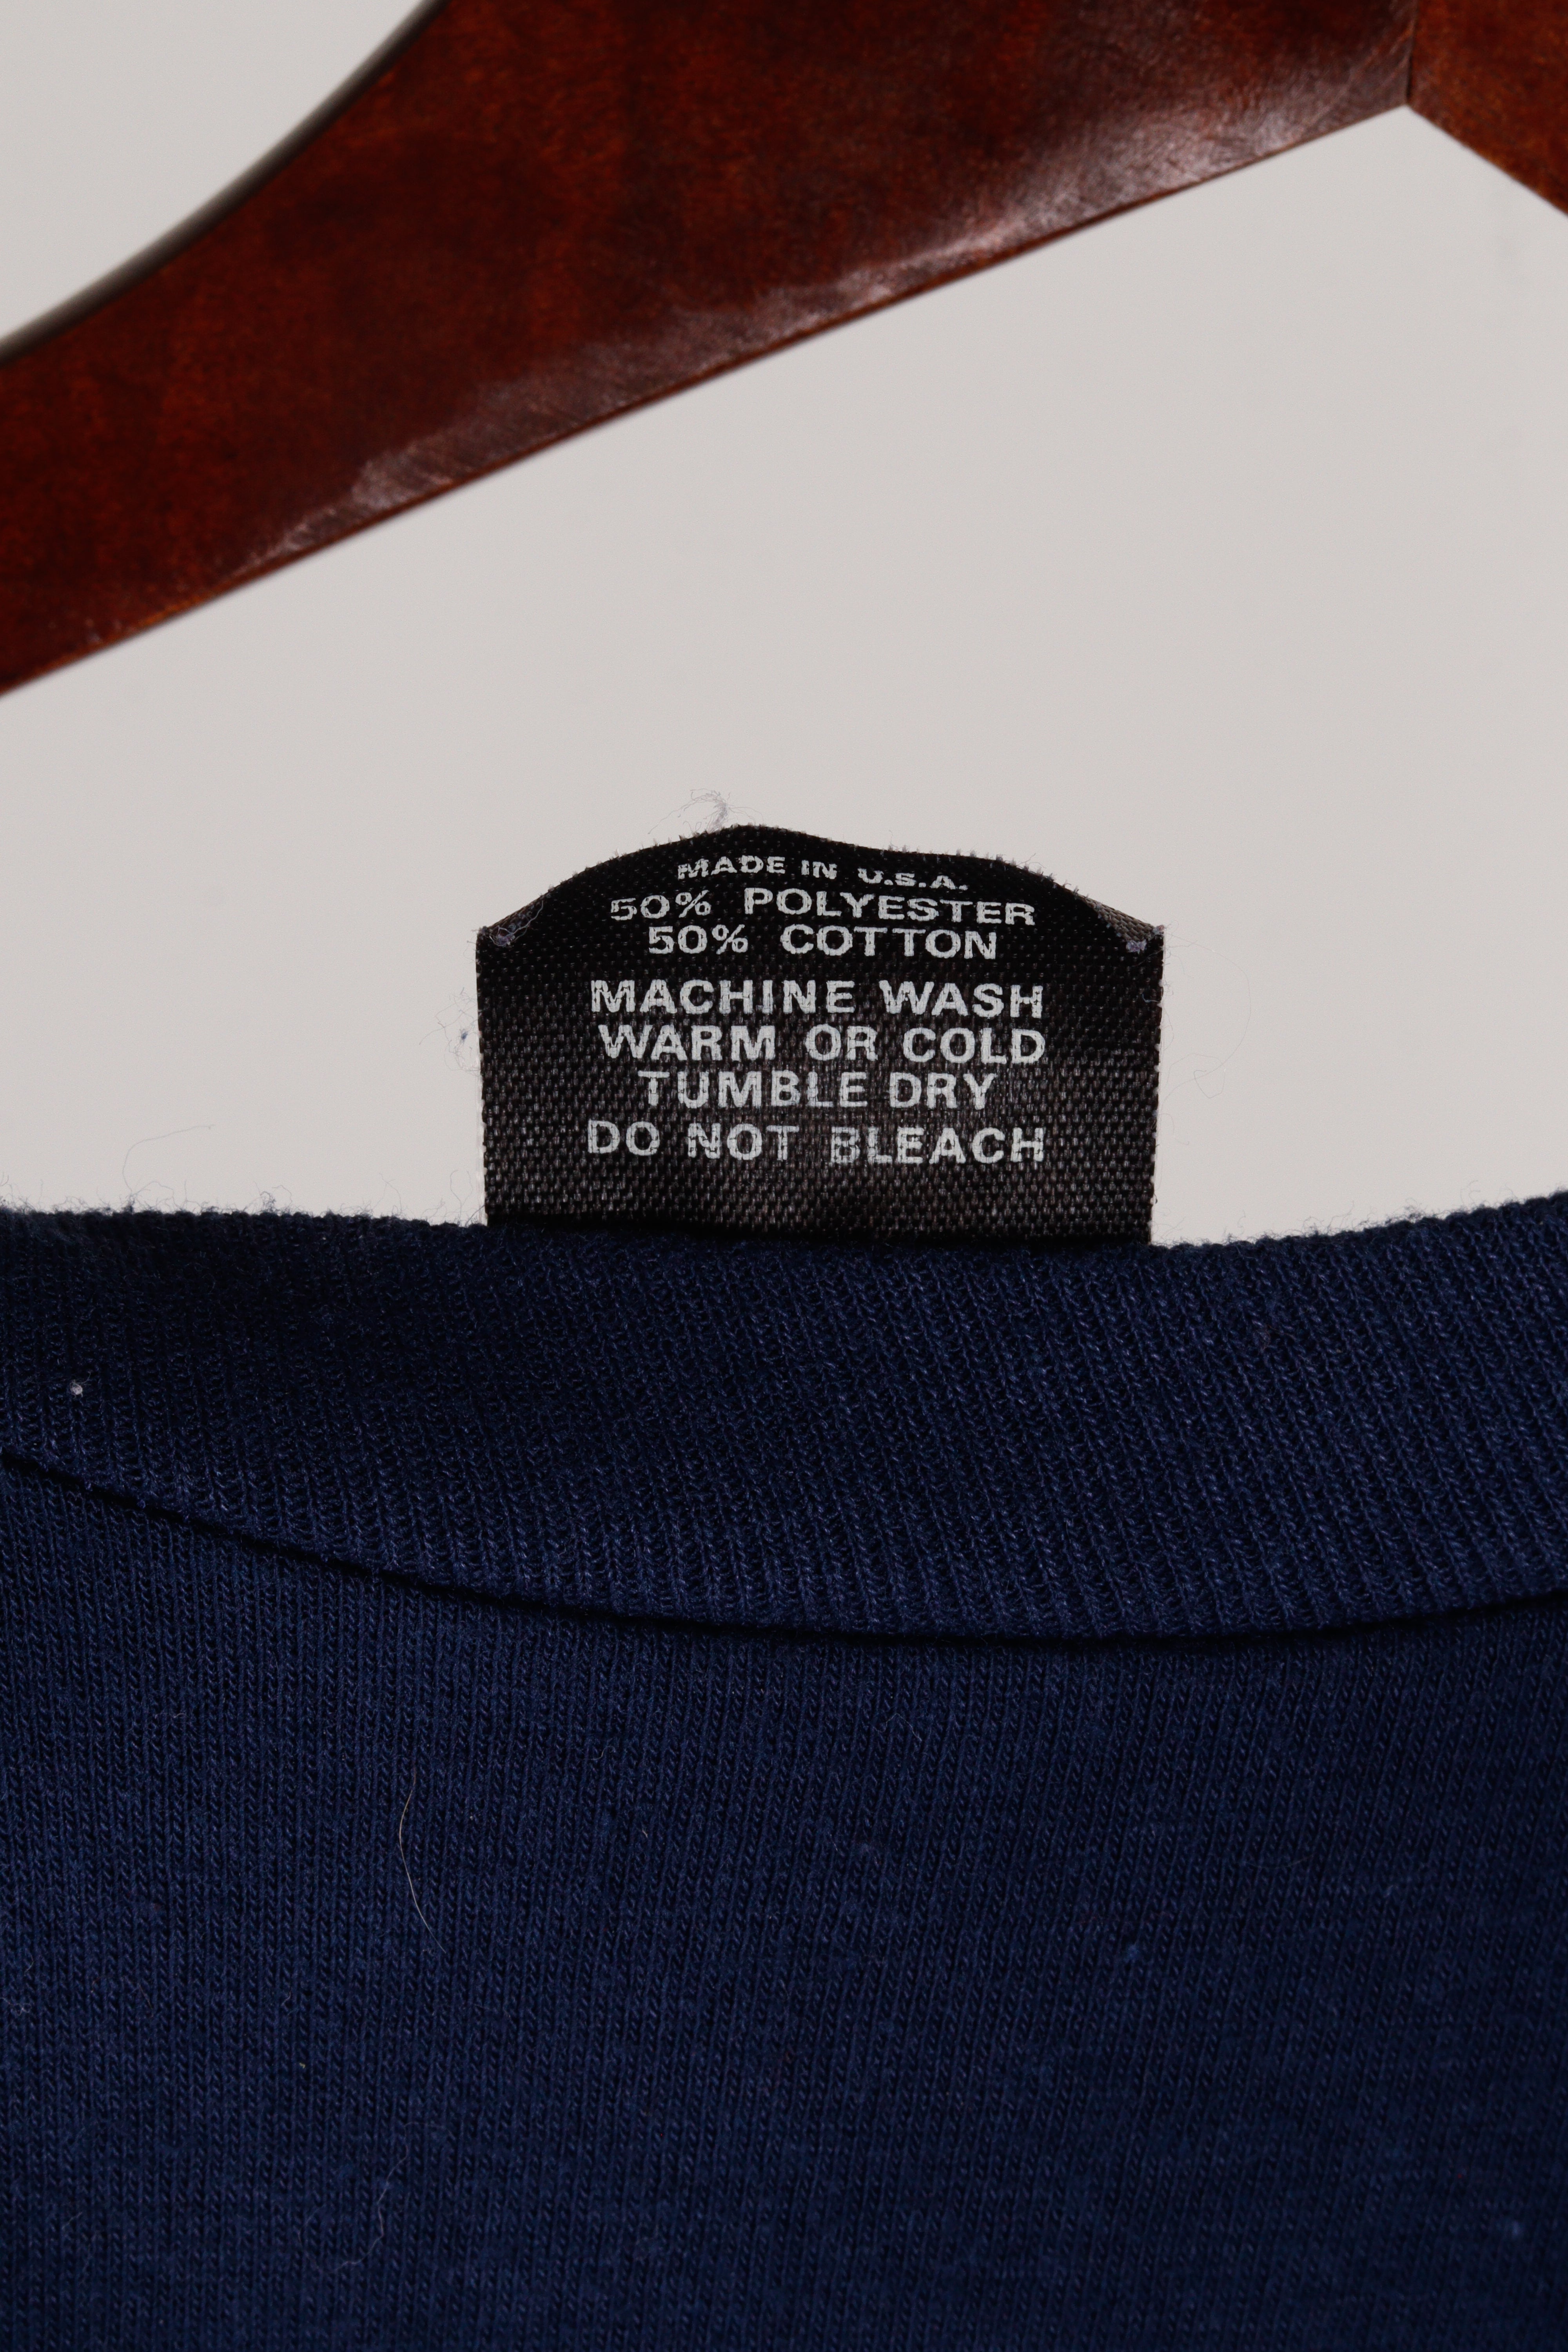 MADE IN U.S.A.
50% POLYESTER
50% COTTON
MACHINE WASH
WARM OR COLD
TUMBLE DRY
DO NOT BLEACH